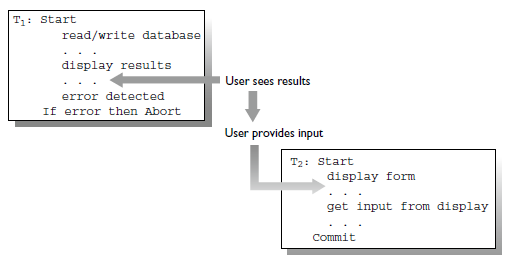 T₁: Start
read/write database
. . .
display results
. . .
error detected
If error then Abort
User sees results
User provides input
T₂: Start
display form
. . .
get input from display
. . .
Commit